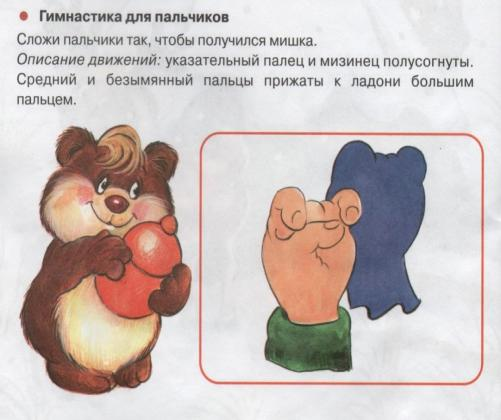 • Гимнастика для пальчиков
Сложи пальчики так, чтобы получился мишка.
Описание движений: указательный палец и мизинец полусогнуты.
Средний и безымянный пальцы прижаты к ладони большим
пальцем.